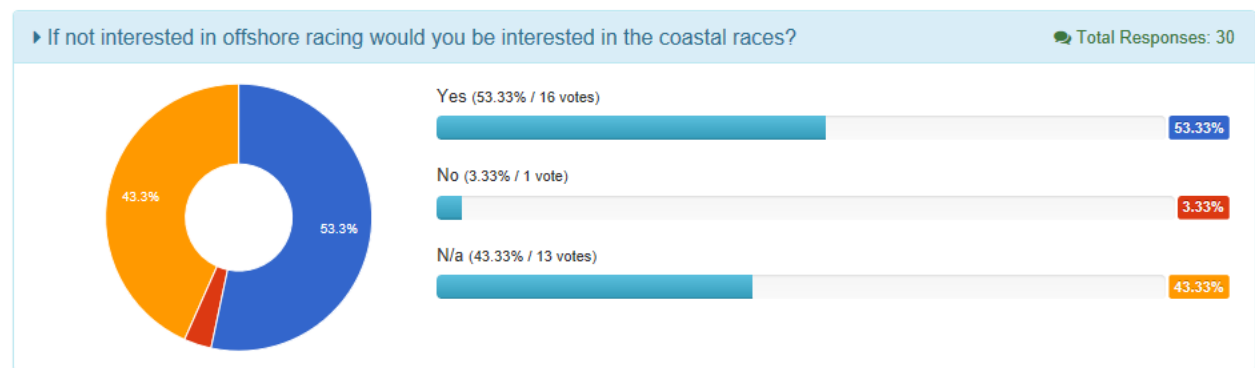 If not interested in offshore racing would you be interested in the coastal races?
Total Responses: 30
43.3%
53.3%
Yes (53.33% / 16 votes)
53.33%
No (3.33% / 1 vote)
3.33%
N/a (43.33% / 13 votes)
43.33%